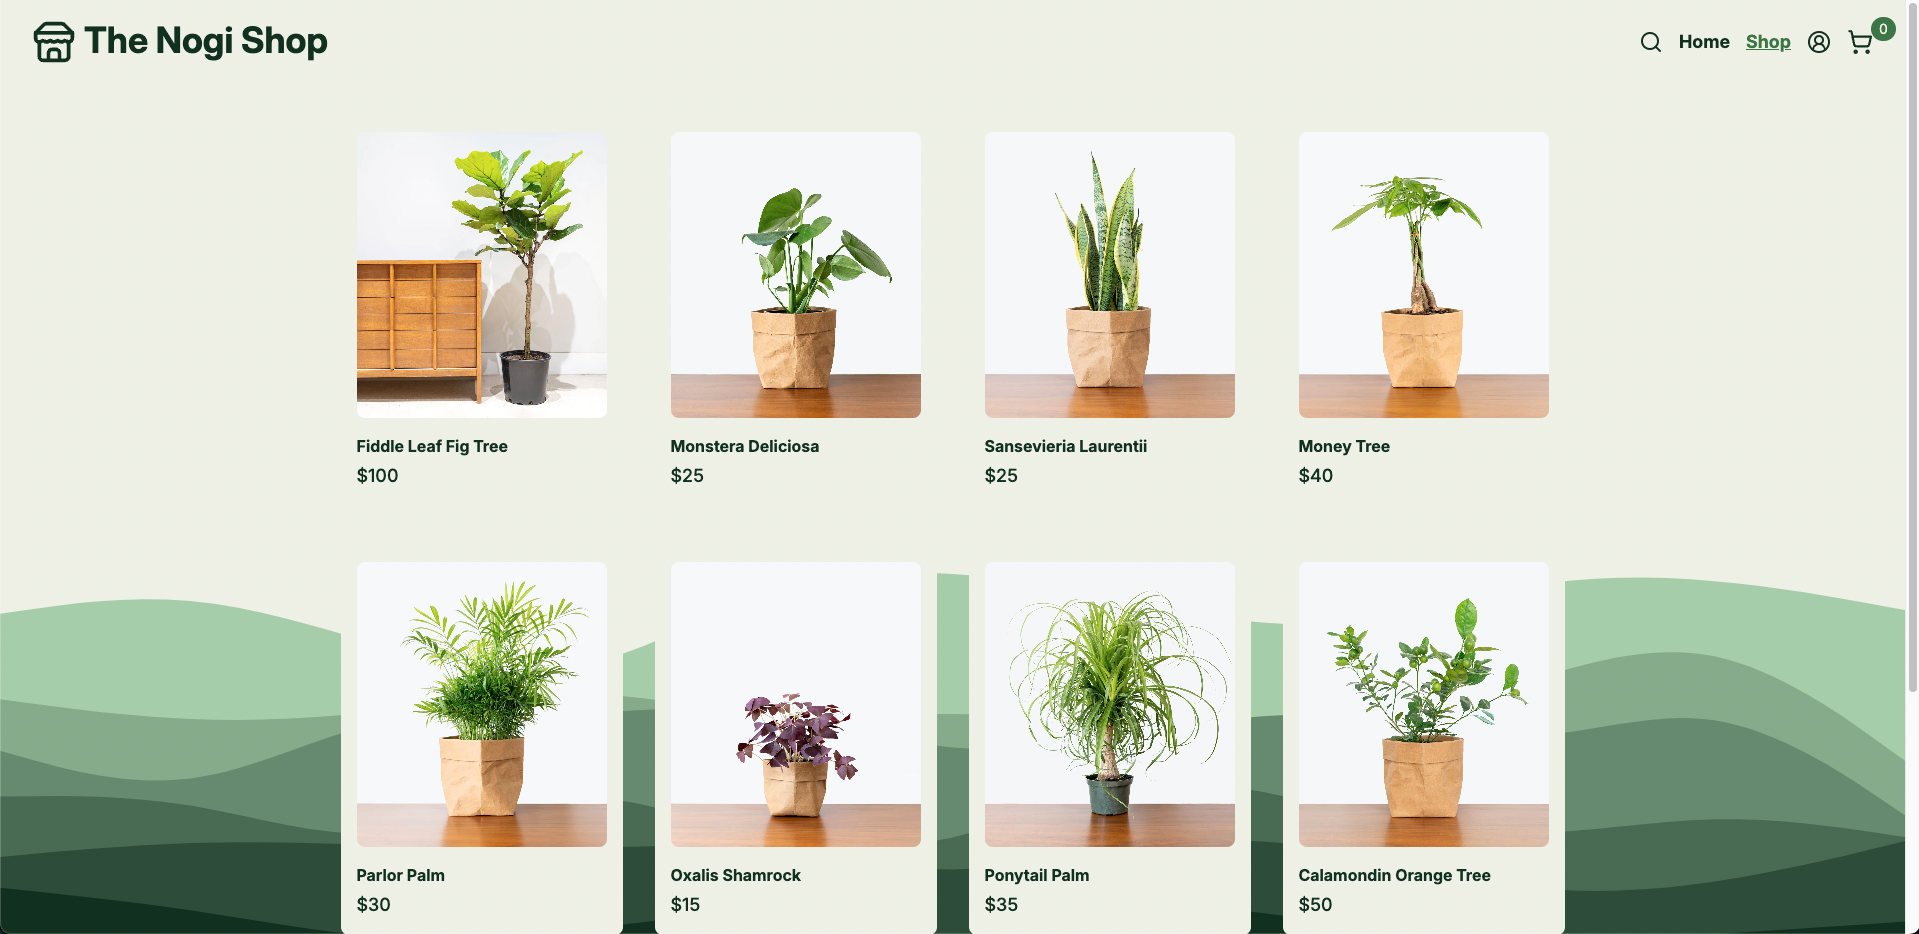 The Nogi Shop
Home Shop 0
Fiddle Leaf Fig Tree
$100
Monstera Deliciosa
$25
Sansevieria Laurentii
$25
Money Tree
$40
Parlor Palm
$30
Oxalis Shamrock
$15
Ponytail Palm
$35
Calamondin Orange Tree
$50